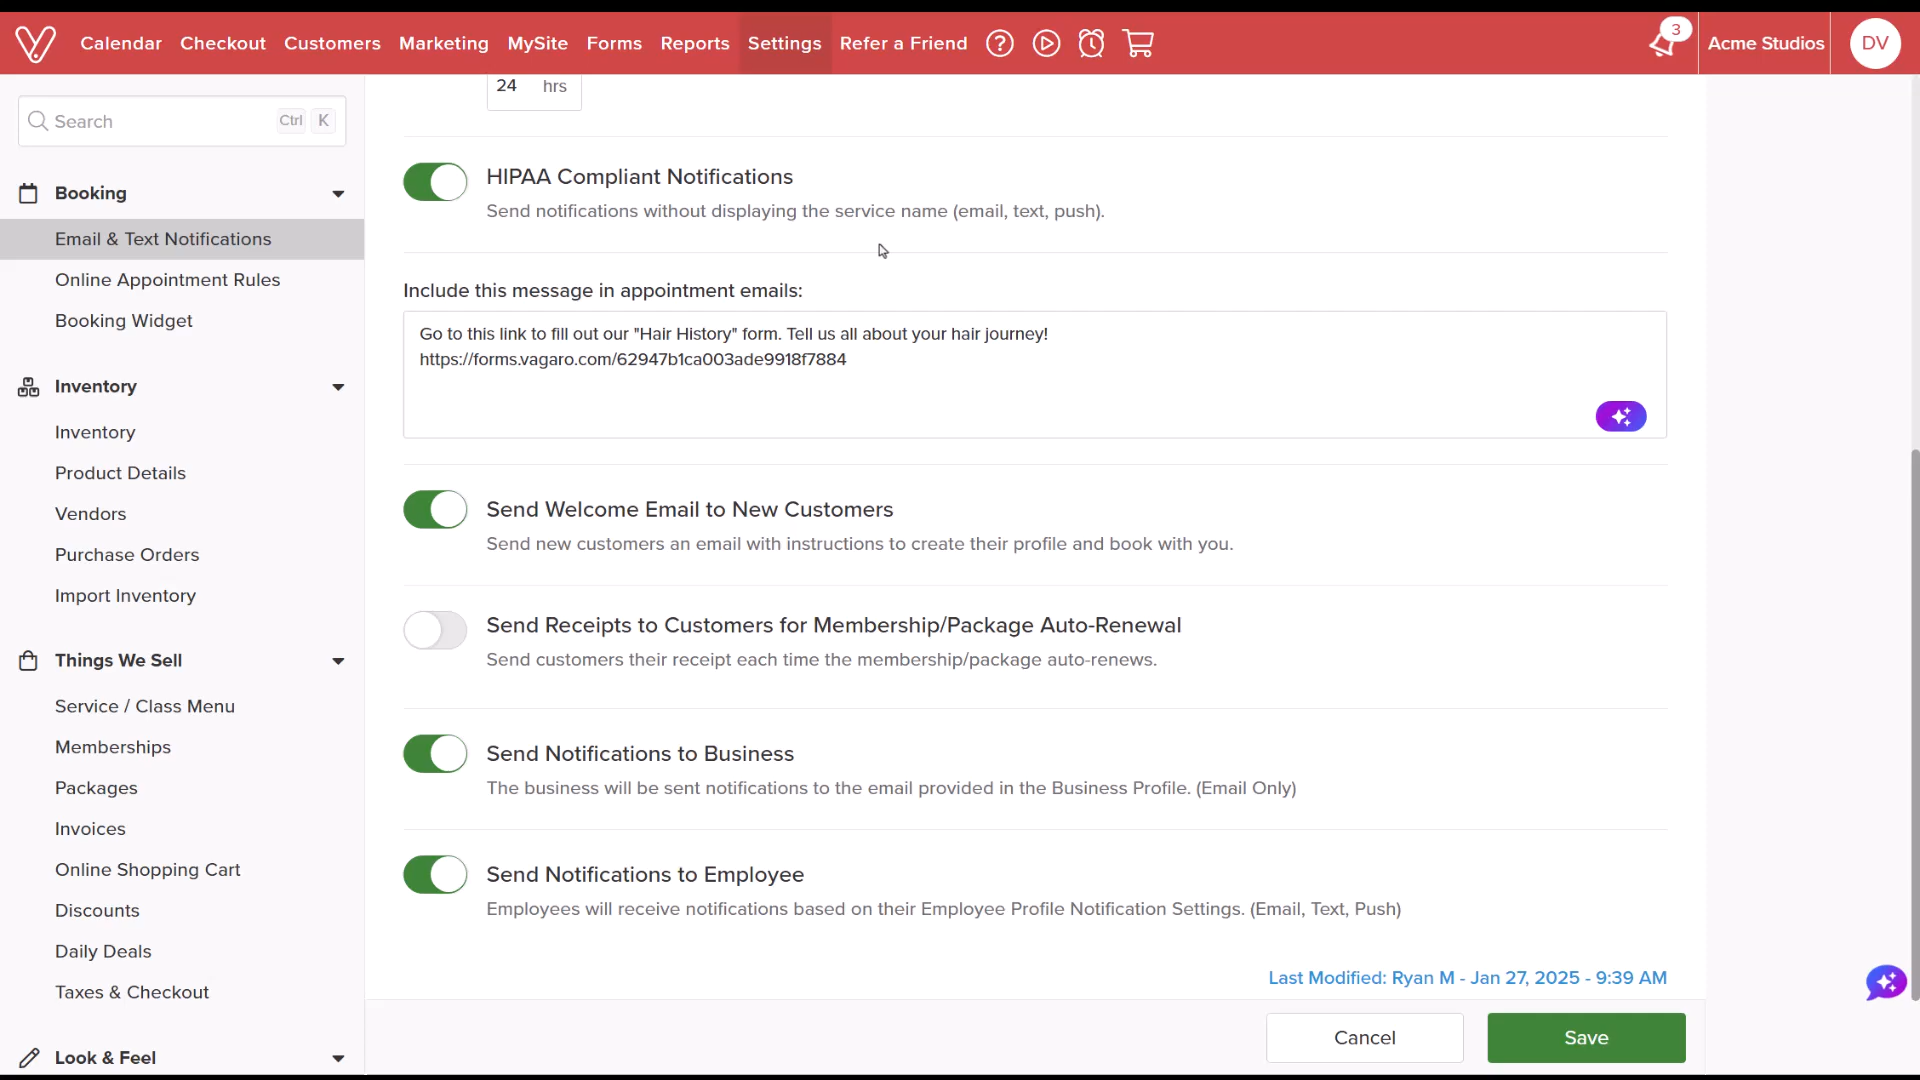 Calendar Checkout Customers Marketing MySite Forms Reports Settings Refer a Friend ? 3 Acme Studios DV
Search Ctrl K
Booking
Email & Text Notifications
Online Appointment Rules
Booking Widget
Inventory
Inventory
Product Details
Vendors
Purchase Orders
Import Inventory
Things We Sell
Service / Class Menu
Memberships
Packages
Invoices
Online Shopping Cart
Discounts
Daily Deals
Taxes & Checkout
Look & Feel
24 hrs
HIPAA Compliant Notifications
Send notifications without displaying the service name (email, text, push).
Include this message in appointment emails:
Go to this link to fill out our "Hair History" form. Tell us all about your hair journey!
https://forms.vagaro.com/62947b1ca003ade9918f7884
Send Welcome Email to New Customers
Send new customers an email with instructions to create their profile and book with you.
Send Receipts to Customers for Membership/Package Auto-Renewal
Send customers their receipt each time the membership/package auto-renews.
Send Notifications to Business
The business will be sent notifications to the email provided in the Business Profile. (Email Only)
Send Notifications to Employee
Employees will receive notifications based on their Employee Profile Notification Settings. (Email, Text, Push)
Last Modified: Ryan M - Jan 27, 2025 - 9:39 AM
Cancel Save